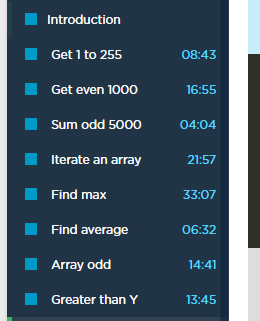 Introduction
Get 1 to 255 08:43
Get even 1000 16:55
Sum odd 5000 04:04
Iterate an array 21:57
Find max 33:07
Find average 06:32
Array odd 14:41
Greater than Y 13:45